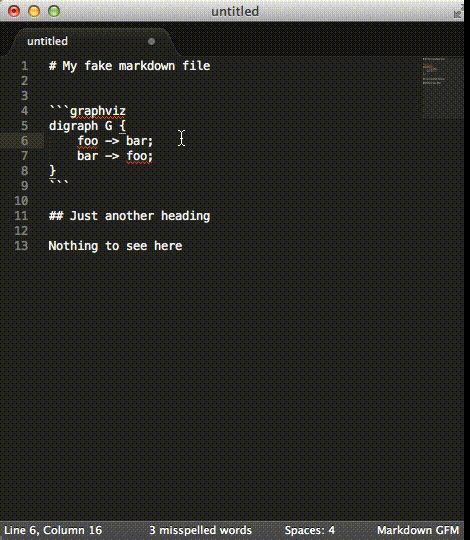 untitled
untitled
1 # My fake markdown file
2
3
4 ```graphviz
5 digraph G {
6     foo -> bar;
7     bar -> foo;
8 }
9 ```
10
11 ## Just another heading
12
13 Nothing to see here
Line 6, Column 16 3 misspelled words Spaces: 4 Markdown GFM